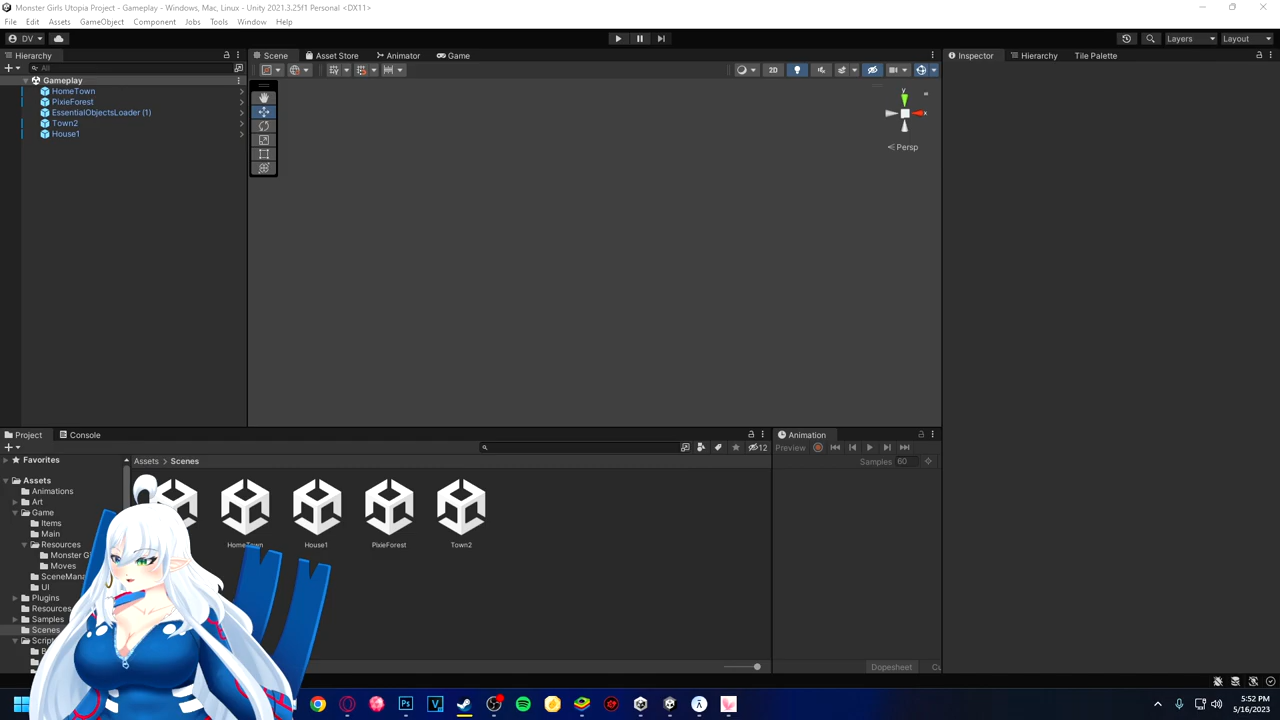 Monster Girls Utopia Project - Gameplay - Windows, Mac, Linux - Unity 2021.3.25f1 Personal <DX11>
File Edit Assets GameObject Component Jobs Tools Window Help
DV Layers Layout
Hierarchy
All
Gameplay
HomeTown
PixieForest
EssentialObjectsLoader (1)
Town2
House1
Scene Asset Store Animator Game
2D
y
x
Persp
Inspector Hierarchy Tile Palette
Project Console
12
Favorites
Assets
Animations
Art
Game
Items
Main
Resources
Monster Gi
Moves
SceneMana
UI
Plugins
Resources
Samples
Scenes
Script
Assets > Scenes
HomeTown House1 PixieForest Town2
Animation
Preview
Samples 60
Dopesheet Cu
5:52 PM
5/16/2023